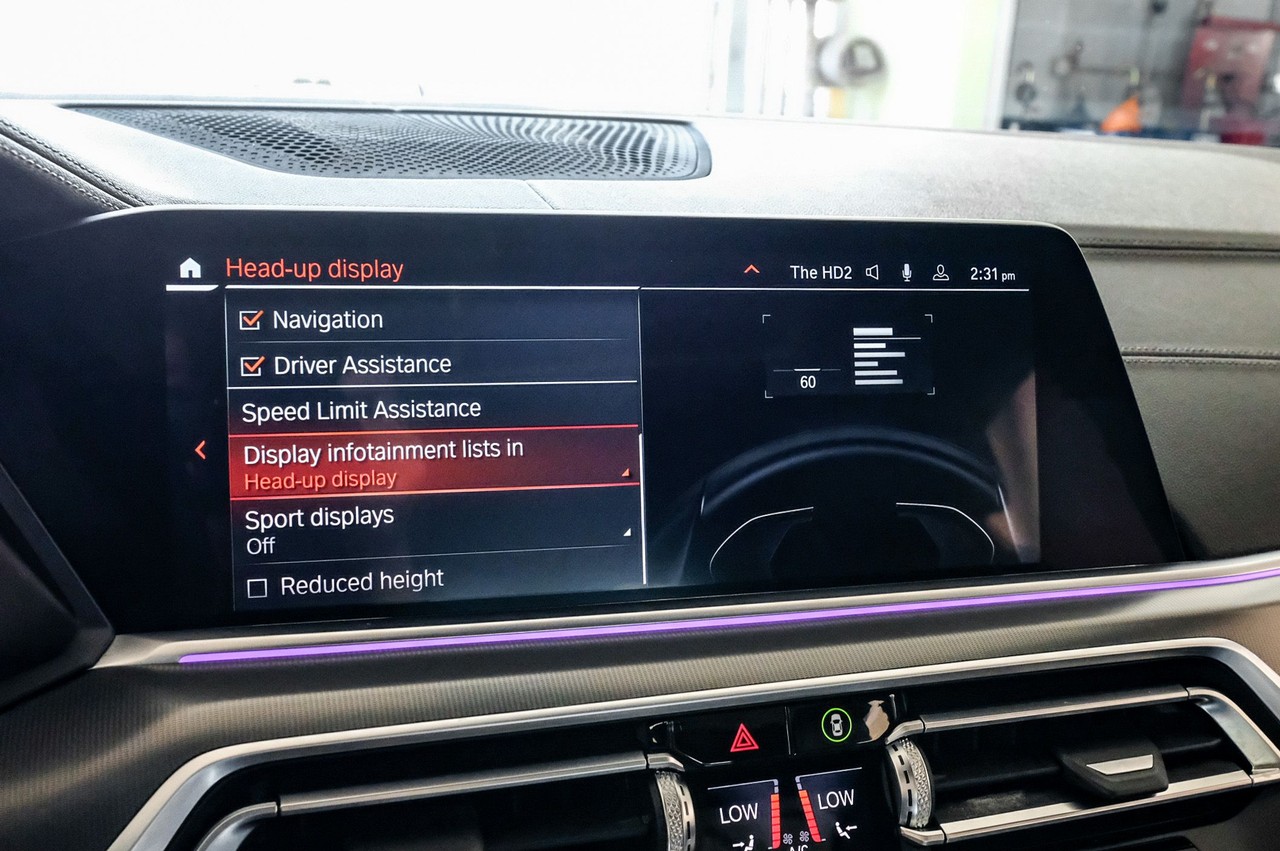 Head-up display
The HD2 2:31 pm
Navigation
Driver Assistance
Speed Limit Assistance
Display infotainment lists in
Head-up display
Sport displays
Off
Reduced height
60
LOW LOW
A/C